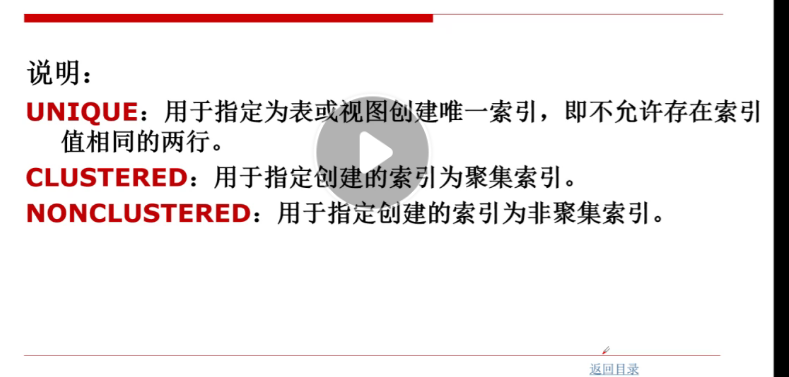 说明：
UNIQUE：用于指定为表或视图创建唯一索引，即不允许存在索引
值相同的两行。
CLUSTERED：用于指定创建的索引为聚集索引。
NONCLUSTERED：用于指定创建的索引为非聚集索引。
返回目录